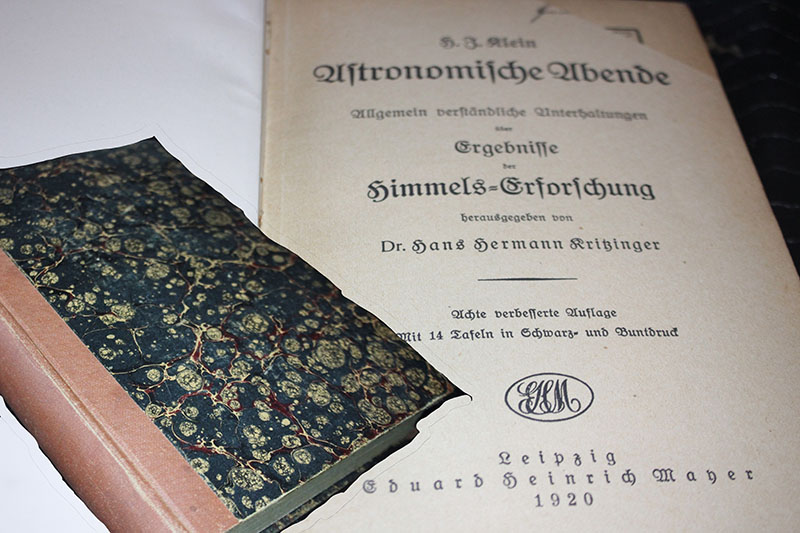 H. J. Klein
Astronomische Abende
Allgemein verständliche Unterhaltungen
über
Ergebnisse
der
Himmels=Erforschung
herausgegeben von
Dr. Hans Hermann Kritzinger
Achte verbesserte Auflage
Mit 14 Tafeln in Schwarz- und Buntdruck
EHM
Leipzig
Eduard Heinrich Mayer
1920